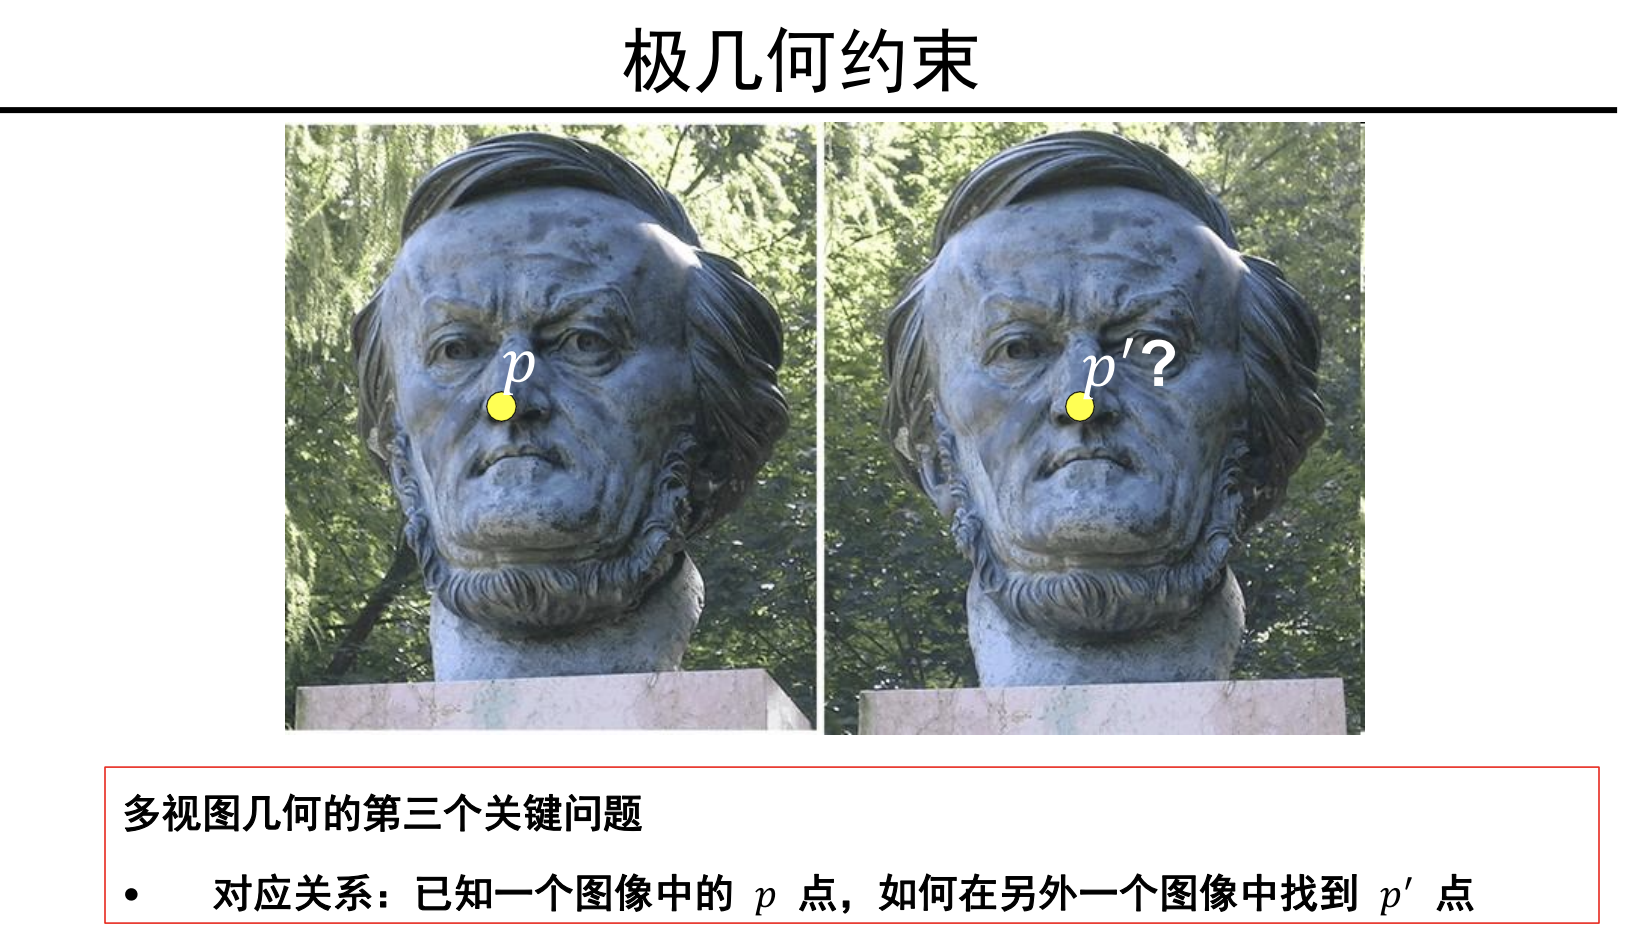 极几何约束
p
p′?
多视图几何的第三个关键问题
• 对应关系：已知一个图像中的 p 点，如何在另外一个图像中找到 p′ 点